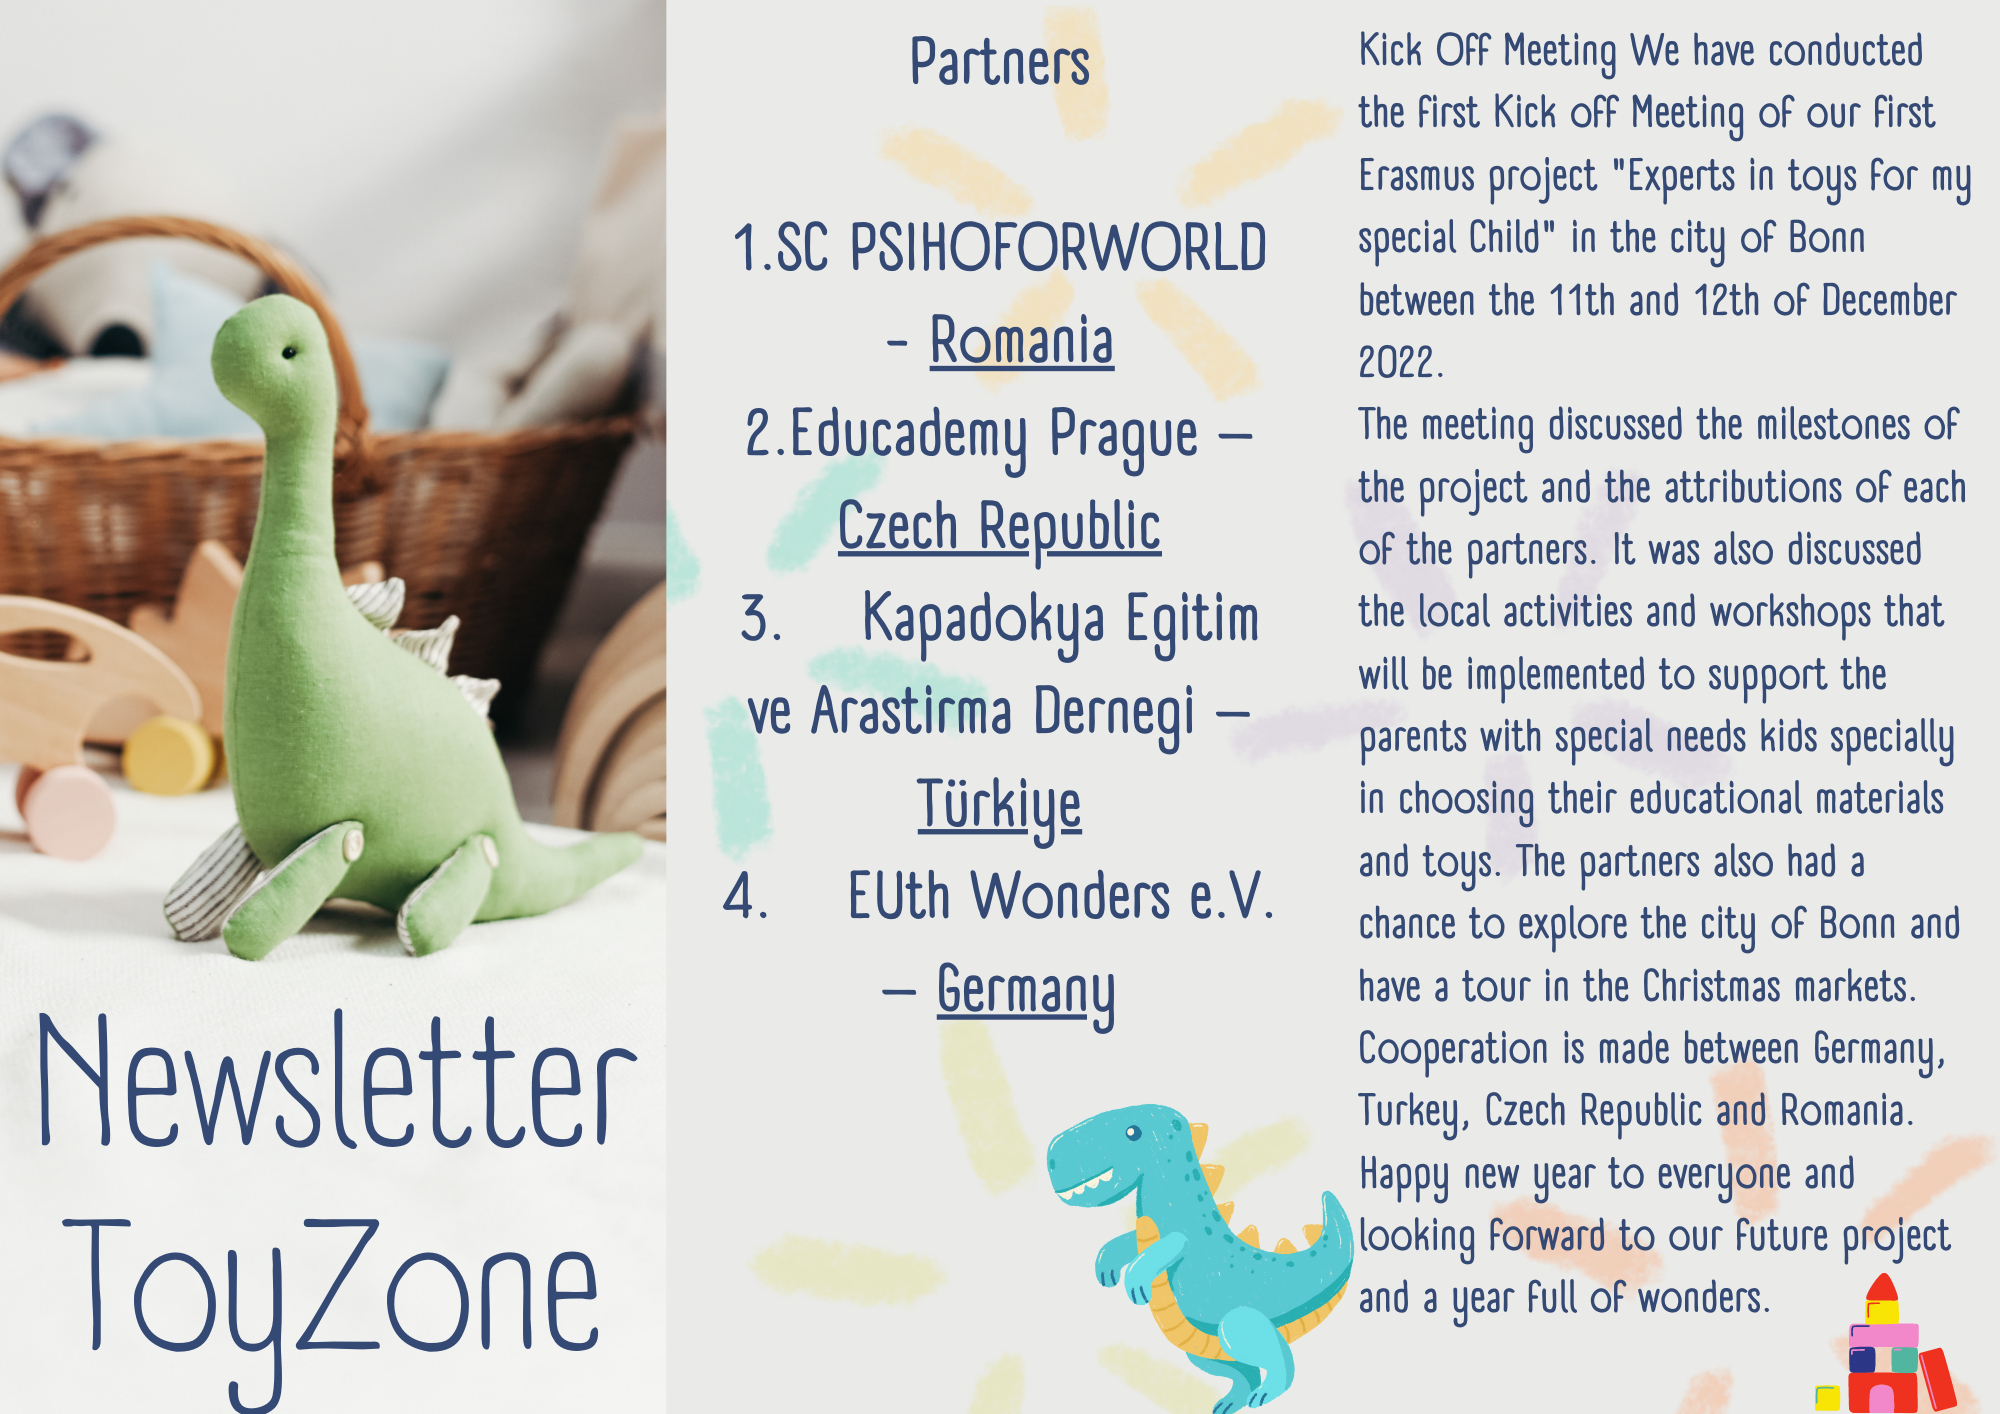 Newsletter
ToyZone
Partners
1.SC PSIHOFORWORLD
- Romania
2.Educademy Prague –
Czech Republic
3. Kapadokya Egitim
ve Arastirma Dernegi –
Türkiye
4. EUth Wonders e.V.
– Germany
Kick Off Meeting We have conducted
the first Kick off Meeting of our first
Erasmus project "Experts in toys for my
special Child" in the city of Bonn
between the 11th and 12th of December
2022.
The meeting discussed the milestones of
the project and the attributions of each
of the partners. It was also discussed
the local activities and workshops that
will be implemented to support the
parents with special needs kids specially
in choosing their educational materials
and toys. The partners also had a
chance to explore the city of Bonn and
have a tour in the Christmas markets.
Cooperation is made between Germany,
Turkey, Czech Republic and Romania.
Happy new year to everyone and
looking forward to our future project
and a year full of wonders.